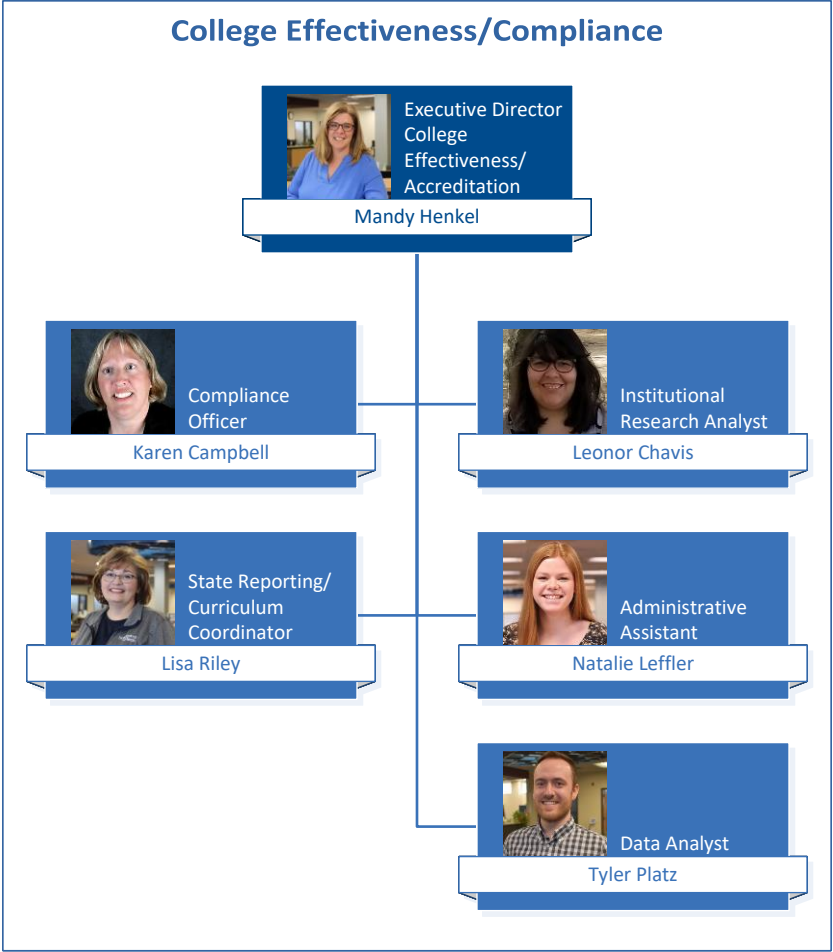 College Effectiveness/Compliance
Executive Director
College
Effectiveness/
Accreditation
Mandy Henkel
Compliance
Officer
Karen Campbell
Institutional
Research Analyst
Leonor Chavis
State Reporting/
Curriculum
Coordinator
Lisa Riley
Administrative
Assistant
Natalie Leffler
Data Analyst
Tyler Platz